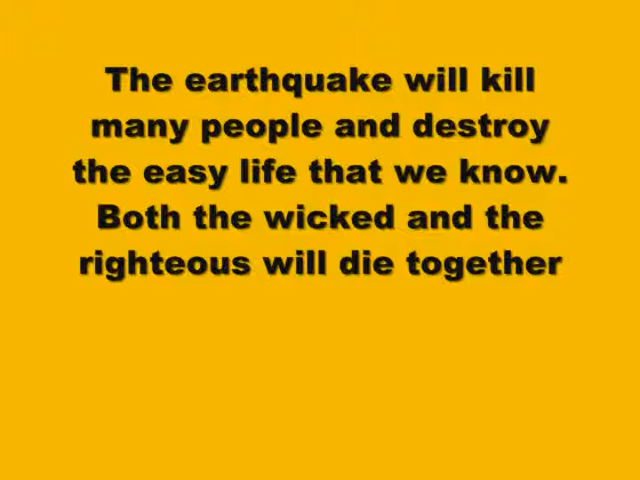 The earthquake will kill
many people and destroy
the easy life that we know.
Both the wicked and the
righteous will die together